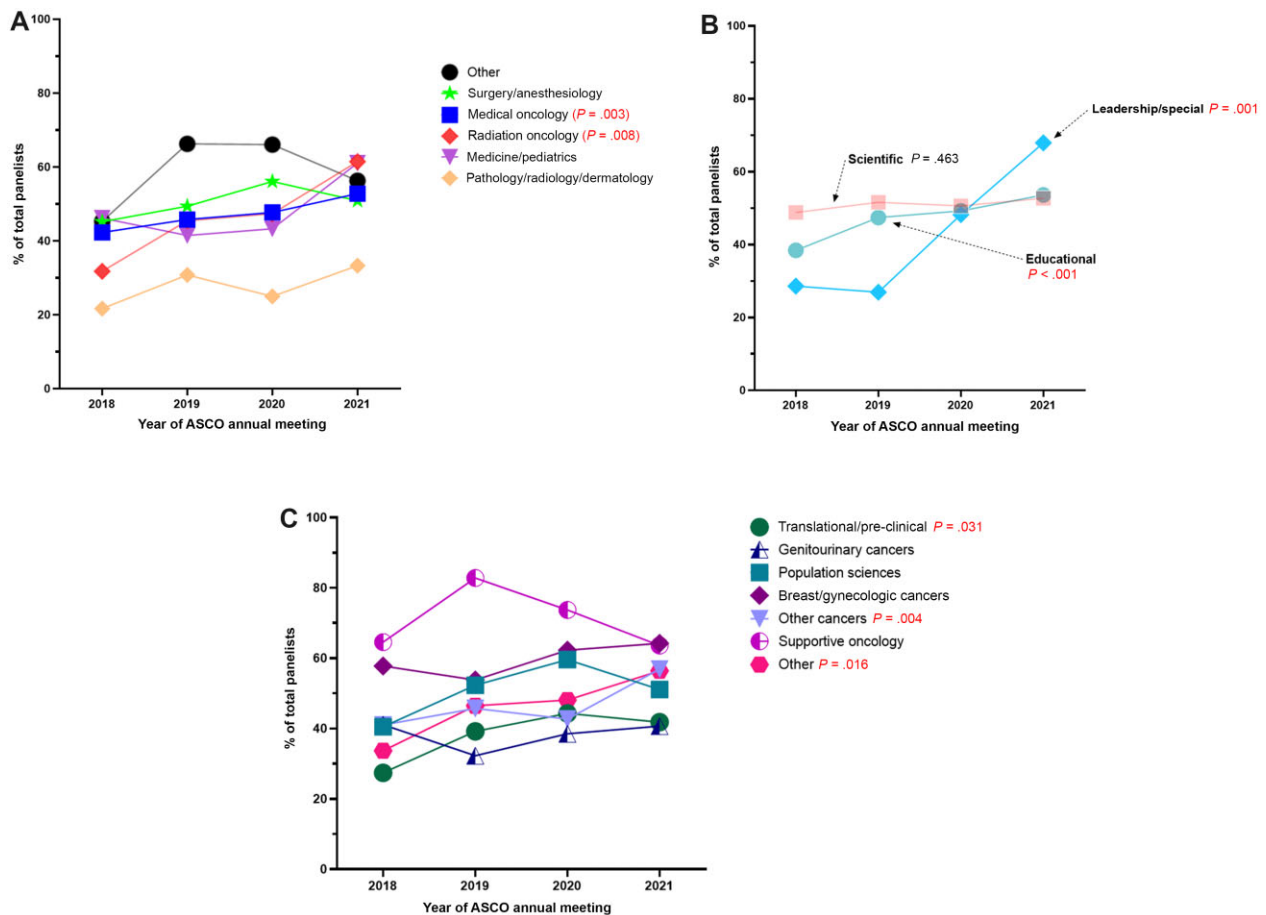 A
100
80
60
40
20
0
% of total panelists
2018
2019
2020
2021
Year of ASCO annual meeting
Other
Surgery/anesthesiology
Medical oncology (P = .003)
Radiation oncology (P = .008)
Medicine/pediatrics
Pathology/radiology/dermatology
B
100
80
60
40
20
0
% of total panelists
2018
2019
2020
2021
Year of ASCO annual meeting
Leadership/special P = .001
Scientific P = .463
Educational
P < .001
C
100
80
60
40
20
0
% of total panelists
2018
2019
2020
2021
Year of ASCO annual meeting
Translational/pre-clinical P = .031
Genitourinary cancers
Population sciences
Breast/gynecologic cancers
Other cancers P = .004
Supportive oncology
Other P = .016